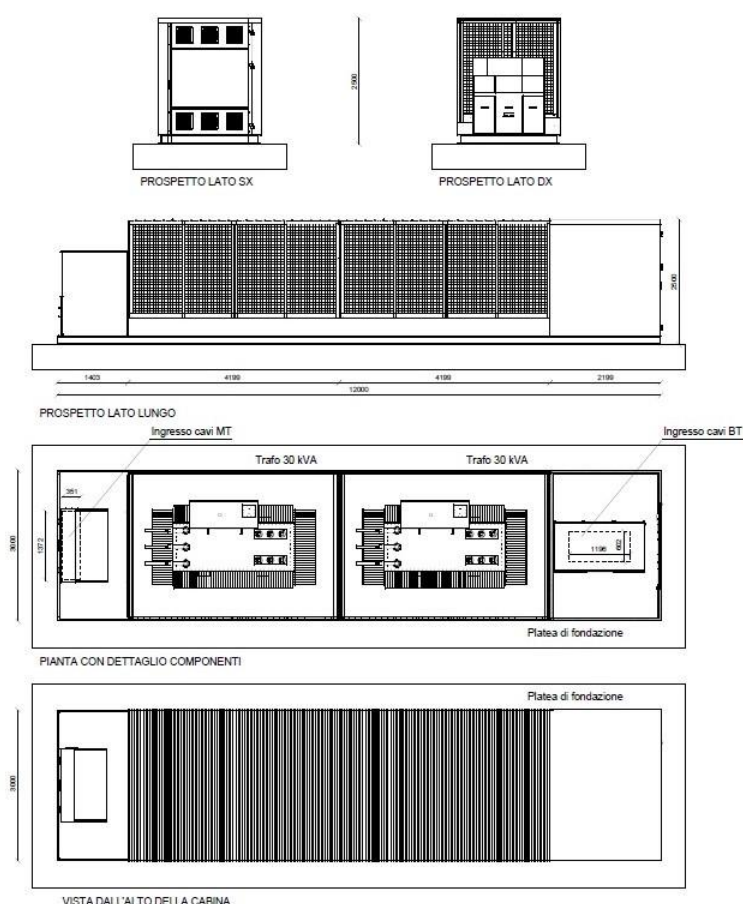 2500
PROSPETTO LATO SX
PROSPETTO LATO DX
2500
1403 4199 4199 2199
12000
PROSPETTO LATO LUNGO
Ingresso cavi MT
Ingresso cavi BT
Trafo 30 kVA
Trafo 30 kVA
351
3000
1372
1196
602
Platea di fondazione
PIANTA CON DETTAGLIO COMPONENTI
Platea di fondazione
3000
VISTA DALL'ALTO DELLA CABINA